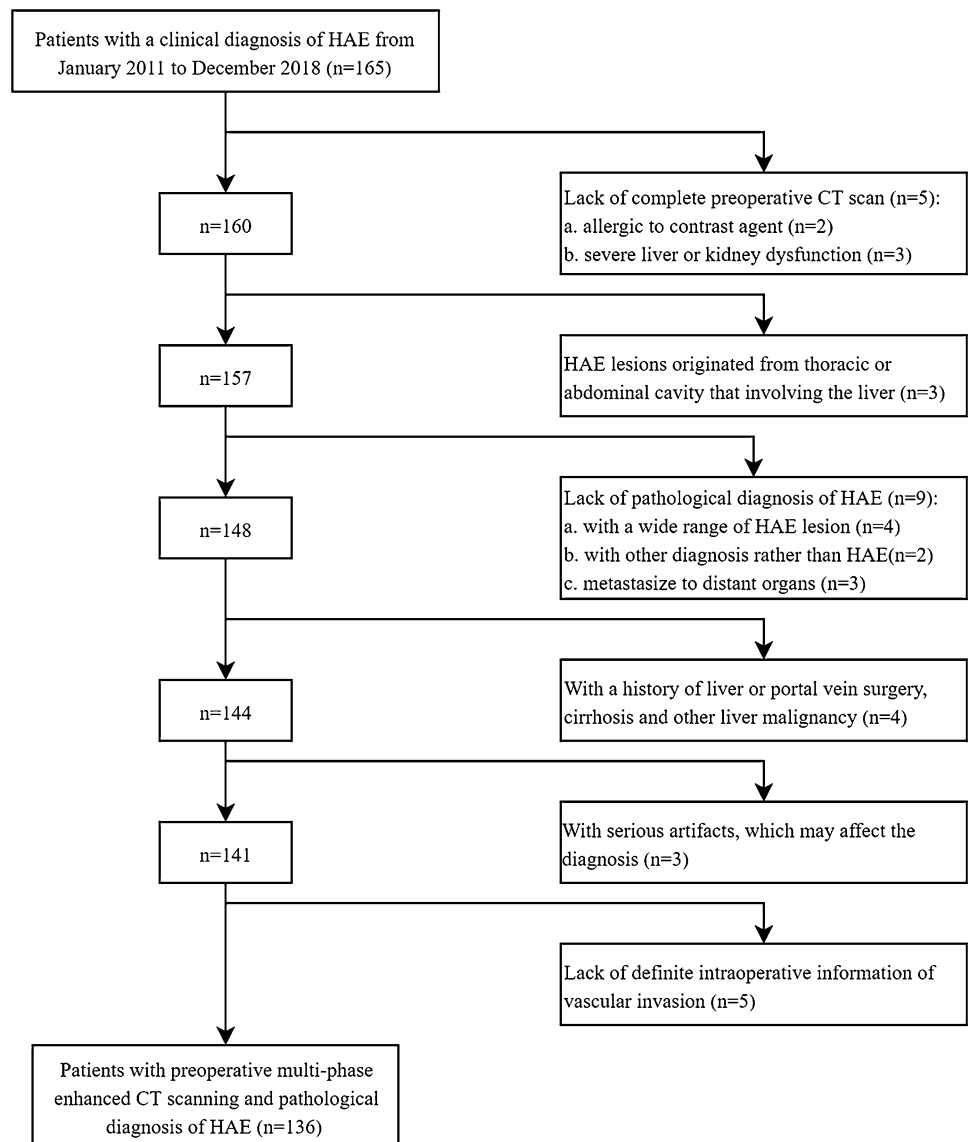 Patients with a clinical diagnosis of HAE from
January 2011 to December 2018 (n=165)
Lack of complete preoperative CT scan (n=5):
a. allergic to contrast agent (n=2)
b. severe liver or kidney dysfunction (n=3)
n=160
HAE lesions originated from thoracic or
abdominal cavity that involving the liver (n=3)
n=157
Lack of pathological diagnosis of HAE (n=9):
a. with a wide range of HAE lesion (n=4)
b. with other diagnosis rather than HAE(n=2)
c. metastasize to distant organs (n=3)
n=148
With a history of liver or portal vein surgery,
cirrhosis and other liver malignancy (n=4)
n=144
With serious artifacts, which may affect the
diagnosis (n=3)
n=141
Lack of definite intraoperative information of
vascular invasion (n=5)
Patients with preoperative multi-phase
enhanced CT scanning and pathological
diagnosis of HAE (n=136)